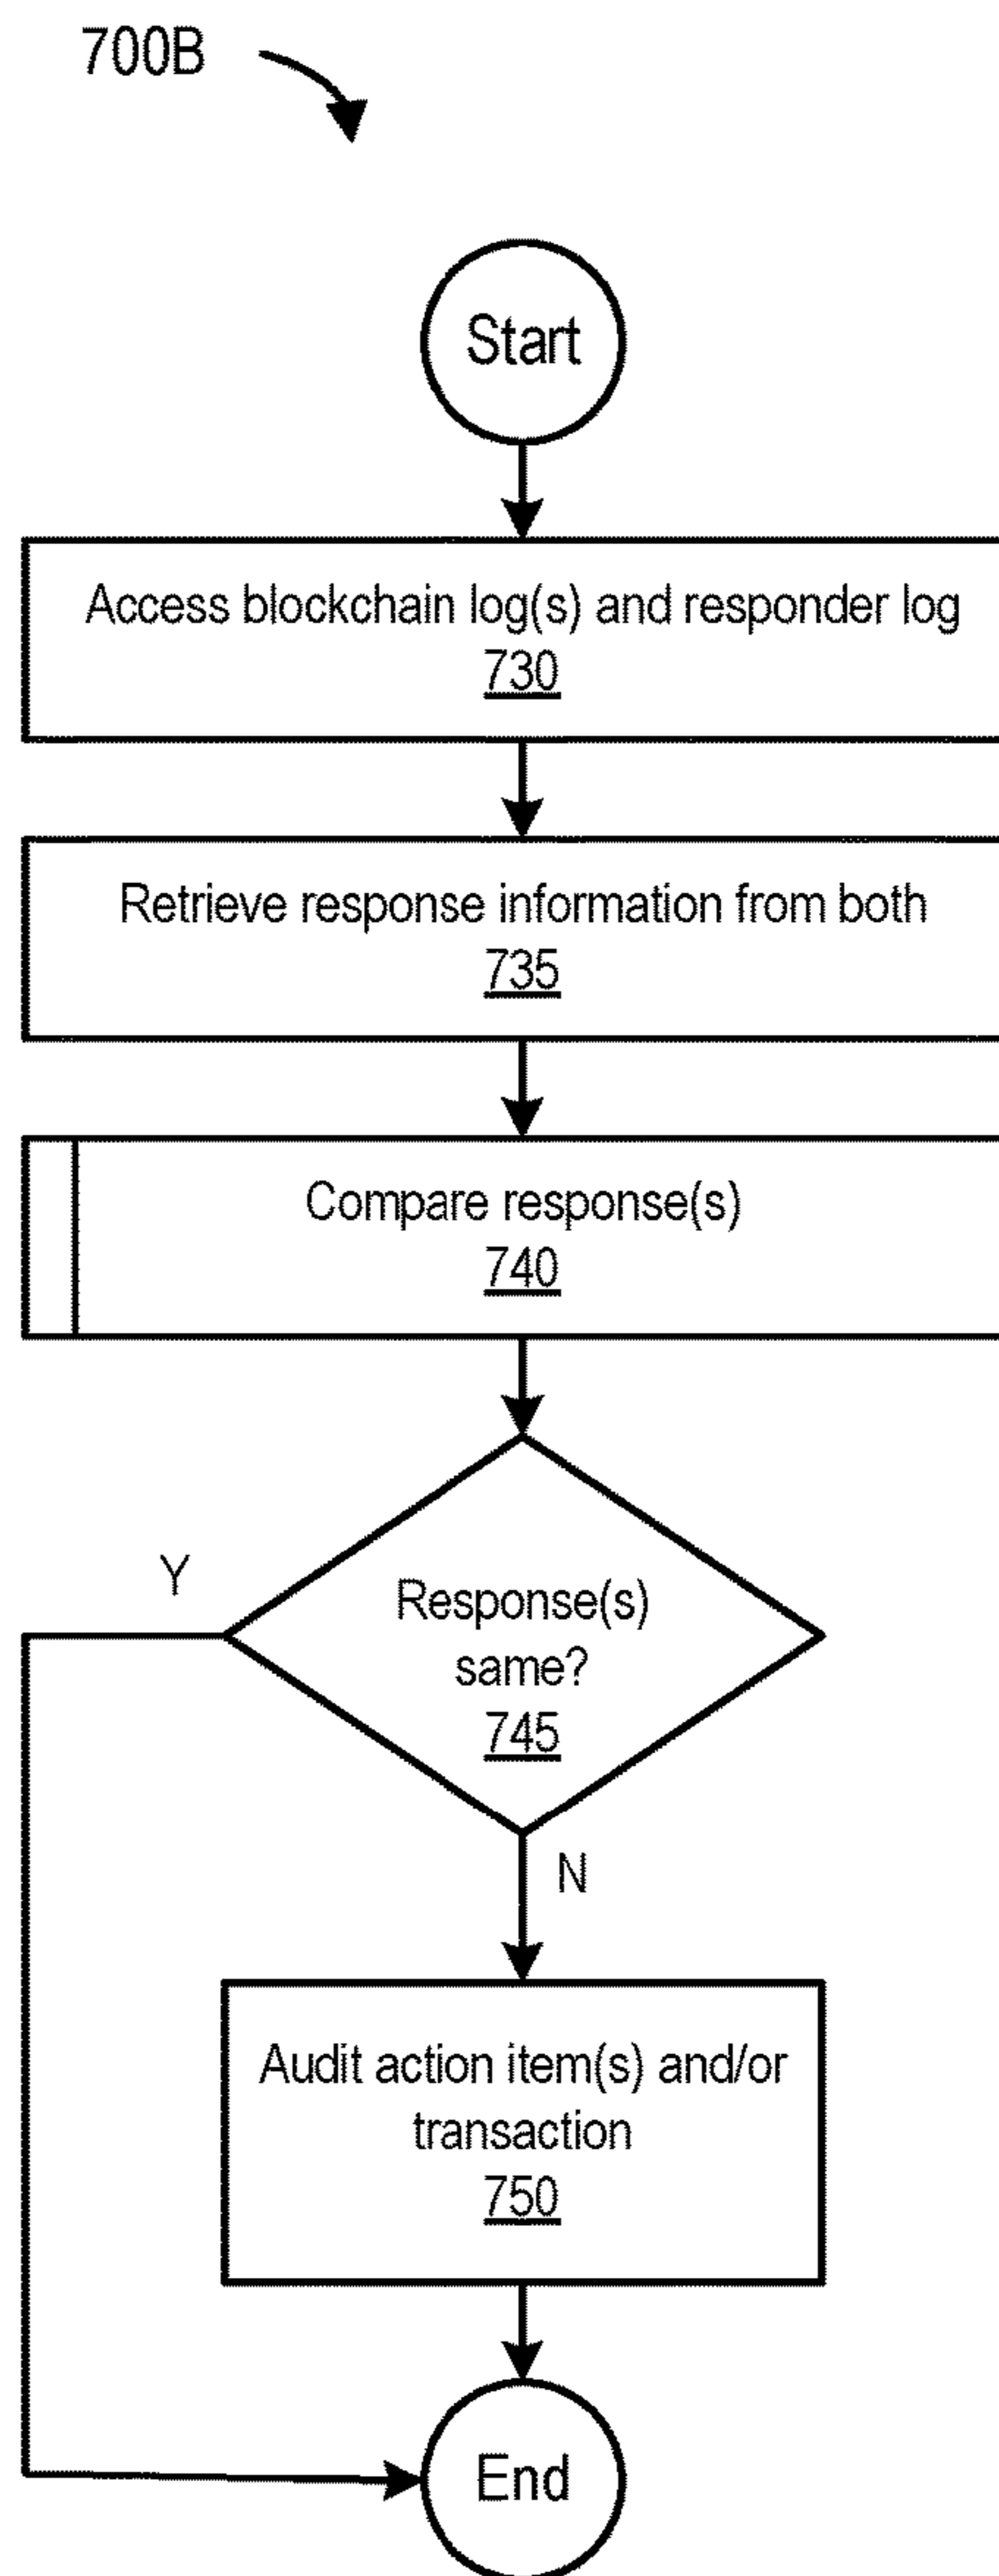 700B
Start
Access blockchain log(s) and responder log
730
Retrieve response information from both
735
Compare response(s)
740
Y
Response(s)
same?
745
N
Audit action item(s) and/or
transaction
750
End